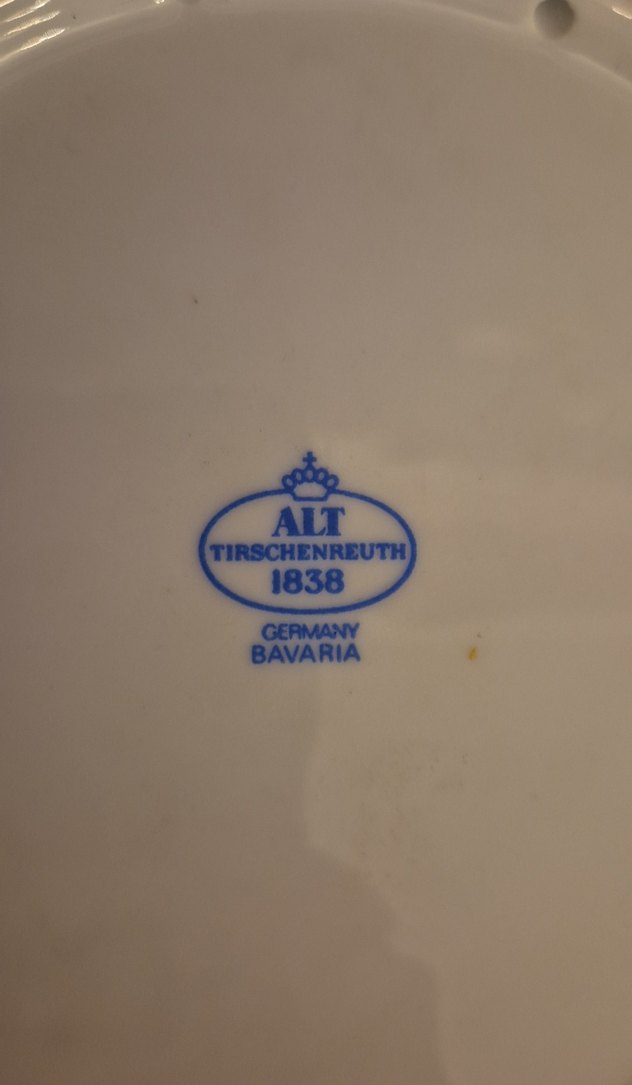 ALT
TIRSCHENREUTH
1838
GERMANY
BAVARIA